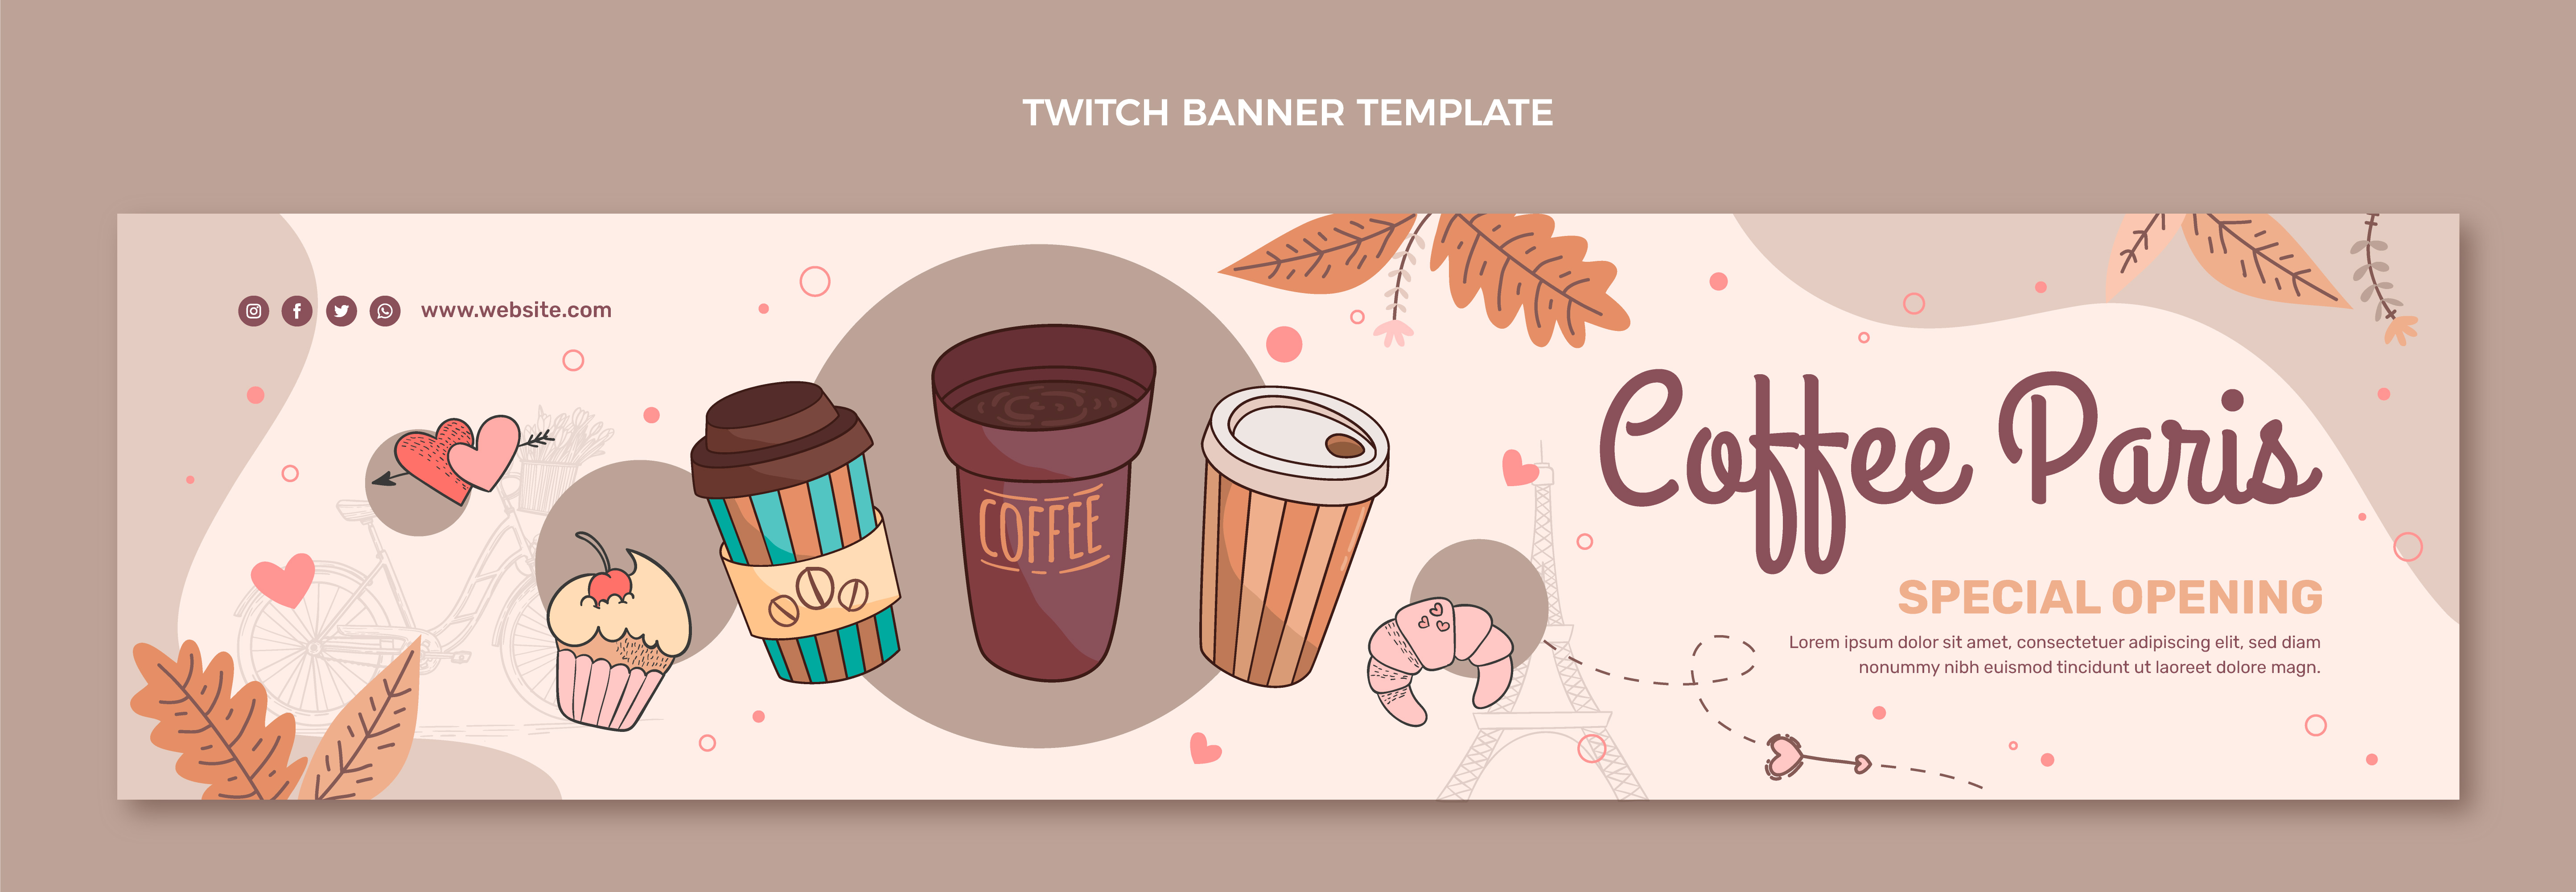 TWITCH BANNER TEMPLATE
www.website.com
COFFEE
Coffee Paris
SPECIAL OPENING
Lorem ipsum dolor sit amet, consectetuer adipiscing elit, sed diam
nonummy nibh euismod tincidunt ut laoreet dolore magn.